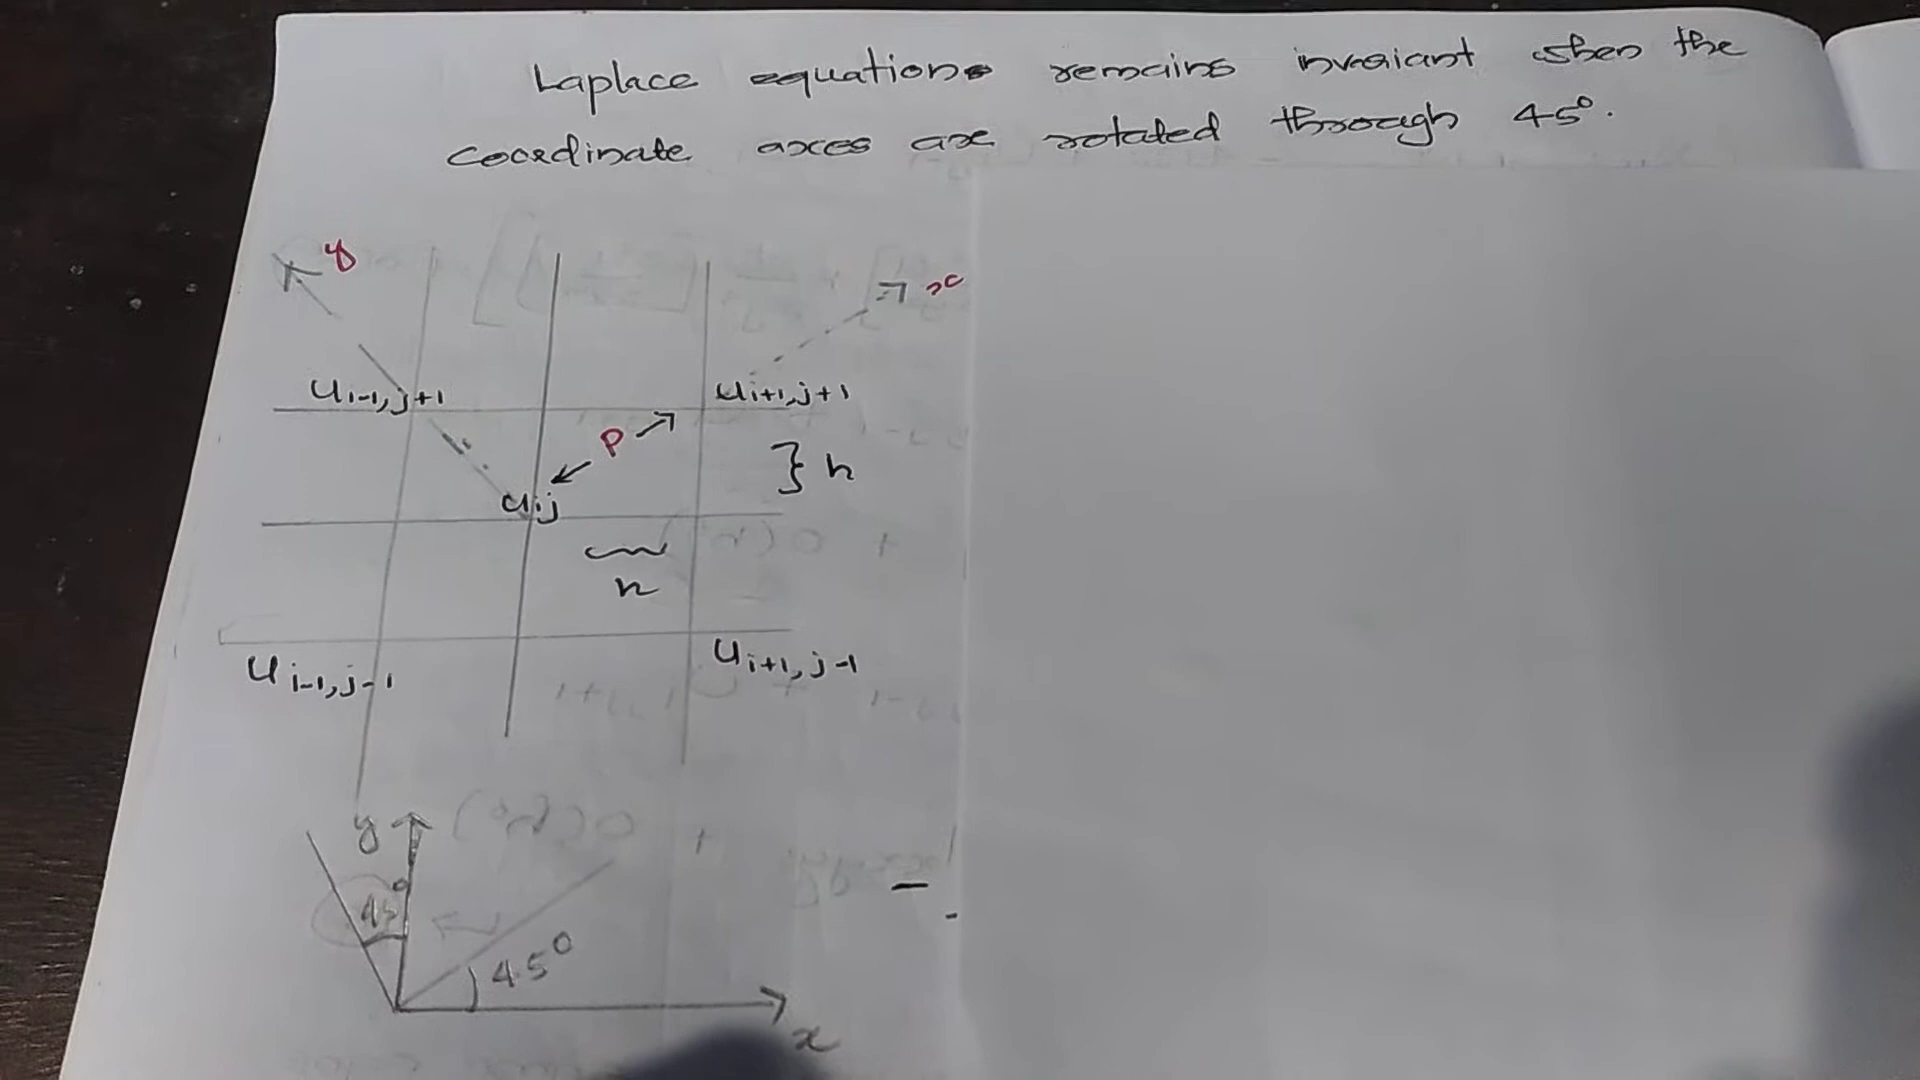 Laplace equations remains invariant when the
coordinate axes are rotated through 45°.
y
x
u i-1,j+1
u i+1,j+1
p
} h
u ij
h
u i-1,j-1
u i+1,j-1
y
45°
45°
x